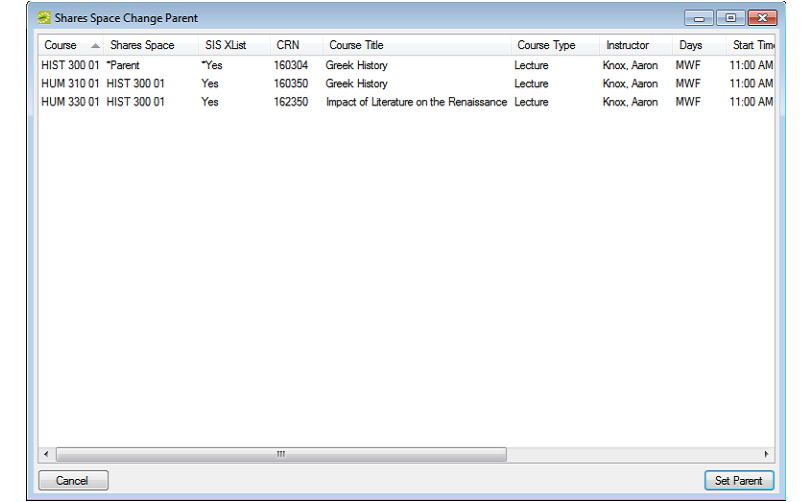 Shares Space Change Parent
Course Shares Space SIS XList CRN Course Title Course Type Instructor Days Start Tim
HIST 300 01 *Parent *Yes 160304 Greek History Lecture Knox, Aaron MWF 11:00 AM
HUM 310 01 HIST 300 01 Yes 160350 Greek History Lecture Knox, Aaron MWF 11:00 AM
HUM 330 01 HIST 300 01 Yes 162350 Impact of Literature on the Renaissance Lecture Knox, Aaron MWF 11:00 AM
Cancel Set Parent